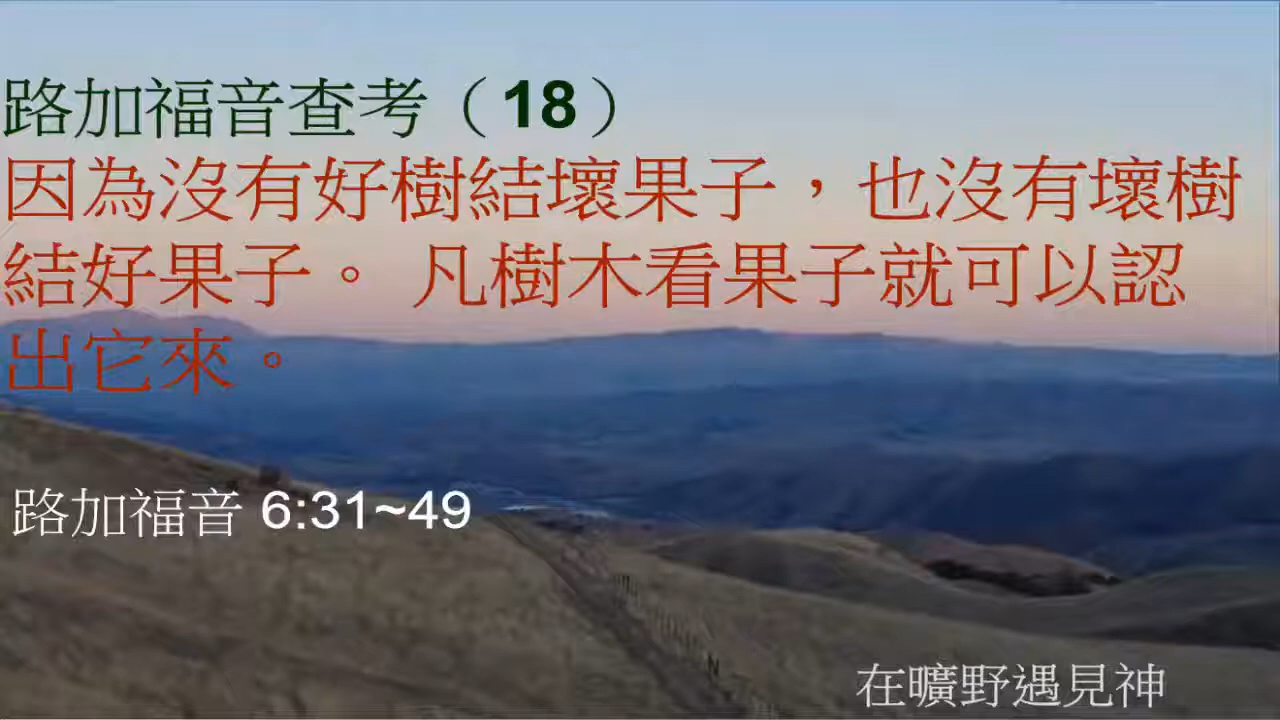 路加福音查考（18）
因為沒有好樹結壞果子，也沒有壞樹
結好果子。 凡樹木看果子就可以認
出它來。
路加福音 6:31~49
在曠野遇見神